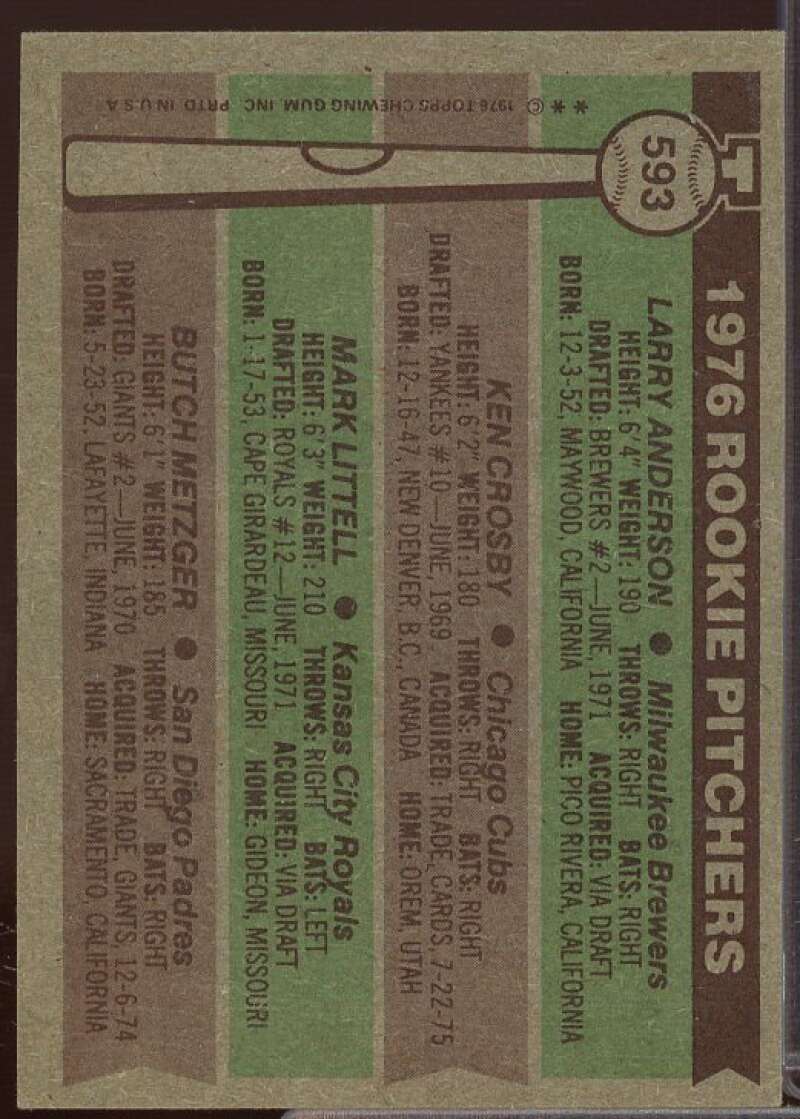 593
1976 ROOKIE PITCHERS
LARRY ANDERSON ● Milwaukee Brewers
HEIGHT: 6'4" WEIGHT: 190 THROWS: RIGHT BATS: RIGHT
DRAFTED: BREWERS #2—JUNE, 1971 ACQUIRED: VIA DRAFT
BORN: 12-3-52, MAYWOOD, CALIFORNIA HOME: PICO RIVERA, CALIFORNIA
KEN CROSBY ● Chicago Cubs
HEIGHT: 6'2" WEIGHT: 180 THROWS: RIGHT BATS: RIGHT
DRAFTED: YANKEES #10—JUNE, 1969 ACQUIRED: TRADE, CARDS, 7-22-75
BORN: 12-16-47, NEW DENVER, B.C., CANADA HOME: OREM, UTAH
MARK LITTELL ● Kansas City Royals
HEIGHT: 6'3" WEIGHT: 210 THROWS: RIGHT BATS: LEFT
DRAFTED: ROYALS #12—JUNE, 1971 ACQUIRED: VIA DRAFT
BORN: 1-17-53, CAPE GIRARDEAU, MISSOURI HOME: GIDEON, MISSOURI
BUTCH METZGER ● San Diego Padres
HEIGHT: 6'1" WEIGHT: 185 THROWS: RIGHT BATS: RIGHT
DRAFTED: GIANTS #2—JUNE, 1970 ACQUIRED: TRADE, GIANTS, 12-6-74
BORN: 5-23-52, LAFAYETTE, INDIANA HOME: SACRAMENTO, CALIFORNIA
* * © 1976 TOPPS CHEWING GUM, INC. PRTD. IN U.S.A.